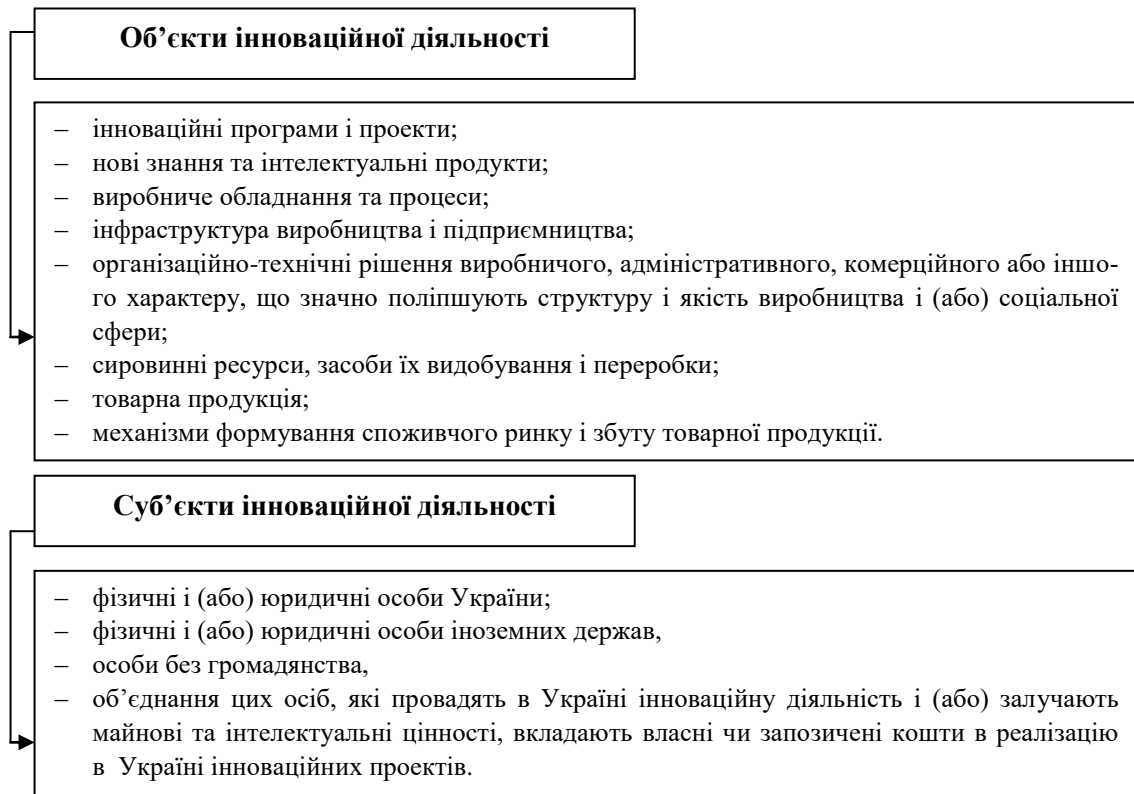 Об’єкти інноваційної діяльності
– інноваційні програми і проекти;
– нові знання та інтелектуальні продукти;
– виробниче обладнання та процеси;
– інфраструктура виробництва і підприємництва;
– організаційно-технічні рішення виробничого, адміністративного, комерційного або іншо-
го характеру, що значно поліпшують структуру і якість виробництва і (або) соціальної
сфери;
– сировинні ресурси, засоби їх видобування і переробки;
– товарна продукція;
– механізми формування споживчого ринку і збуту товарної продукції.
Суб’єкти інноваційної діяльності
– фізичні і (або) юридичні особи України;
– фізичні і (або) юридичні особи іноземних держав,
– особи без громадянства,
– об’єднання цих осіб, які провадять в Україні інноваційну діяльність і (або) залучають
майнові та інтелектуальні цінності, вкладають власні чи запозичені кошти в реалізацію
в Україні інноваційних проектів.